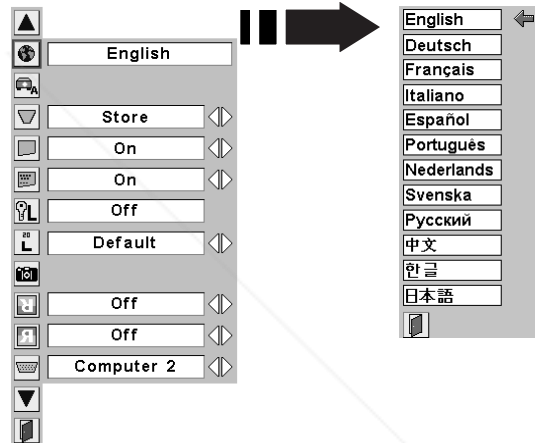 English
Store
On
On
Off
Default
Off
Off
Computer 2
A
L
20
L
R
R
English
Deutsch
Français
Italiano
Español
Português
Nederlands
Svenska
Русский
中文
한글
日本語